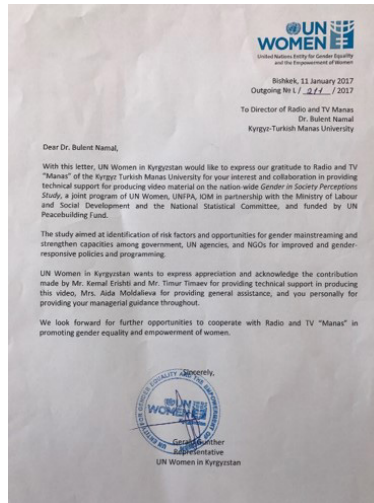 UN
WOMEN
United Nations Entity for Gender Equality
and the Empowerment of Women
Bishkek, 11 January 2017
Outgoing № 1 / 211 / 2017
To Director of Radio and TV Manas
Dr. Bulent Namal
Kyrgyz-Turkish Manas University
Dear Dr. Bulent Namal,
With this letter, UN Women in Kyrgyzstan would like to express our gratitude to Radio and TV
"Manas" of the Kyrgyz Turkish Manas University for your interest and collaboration in providing
technical support for producing video material on the nation-wide Gender in Society Perceptions
Study, a joint program of UN Women, UNFPA, IOM in partnership with the Ministry of Labour
and Social Development and the National Statistical Committee, and funded by UN
Peacebuilding Fund.
The study aimed at identification of risk factors and opportunities for gender mainstreaming and
strengthen capacities among government, UN agencies, and NGOs for improved and gender-
responsive policies and programming.
UN Women in Kyrgyzstan wants to express appreciation and acknowledge the contribution
made by Mr. Kemal Erishti and Mr. Timur Timaev for providing technical support in producing
this video, Mrs. Aida Moldalieva for providing general assistance, and you personally for
providing your managerial guidance throughout.
We look forward for further opportunities to cooperate with Radio and TV "Manas" in
promoting gender equality and empowerment of women.
Sincerely,
UN
WOMEN
Gerald Gunther
Representative
UN Women in Kyrgyzstan